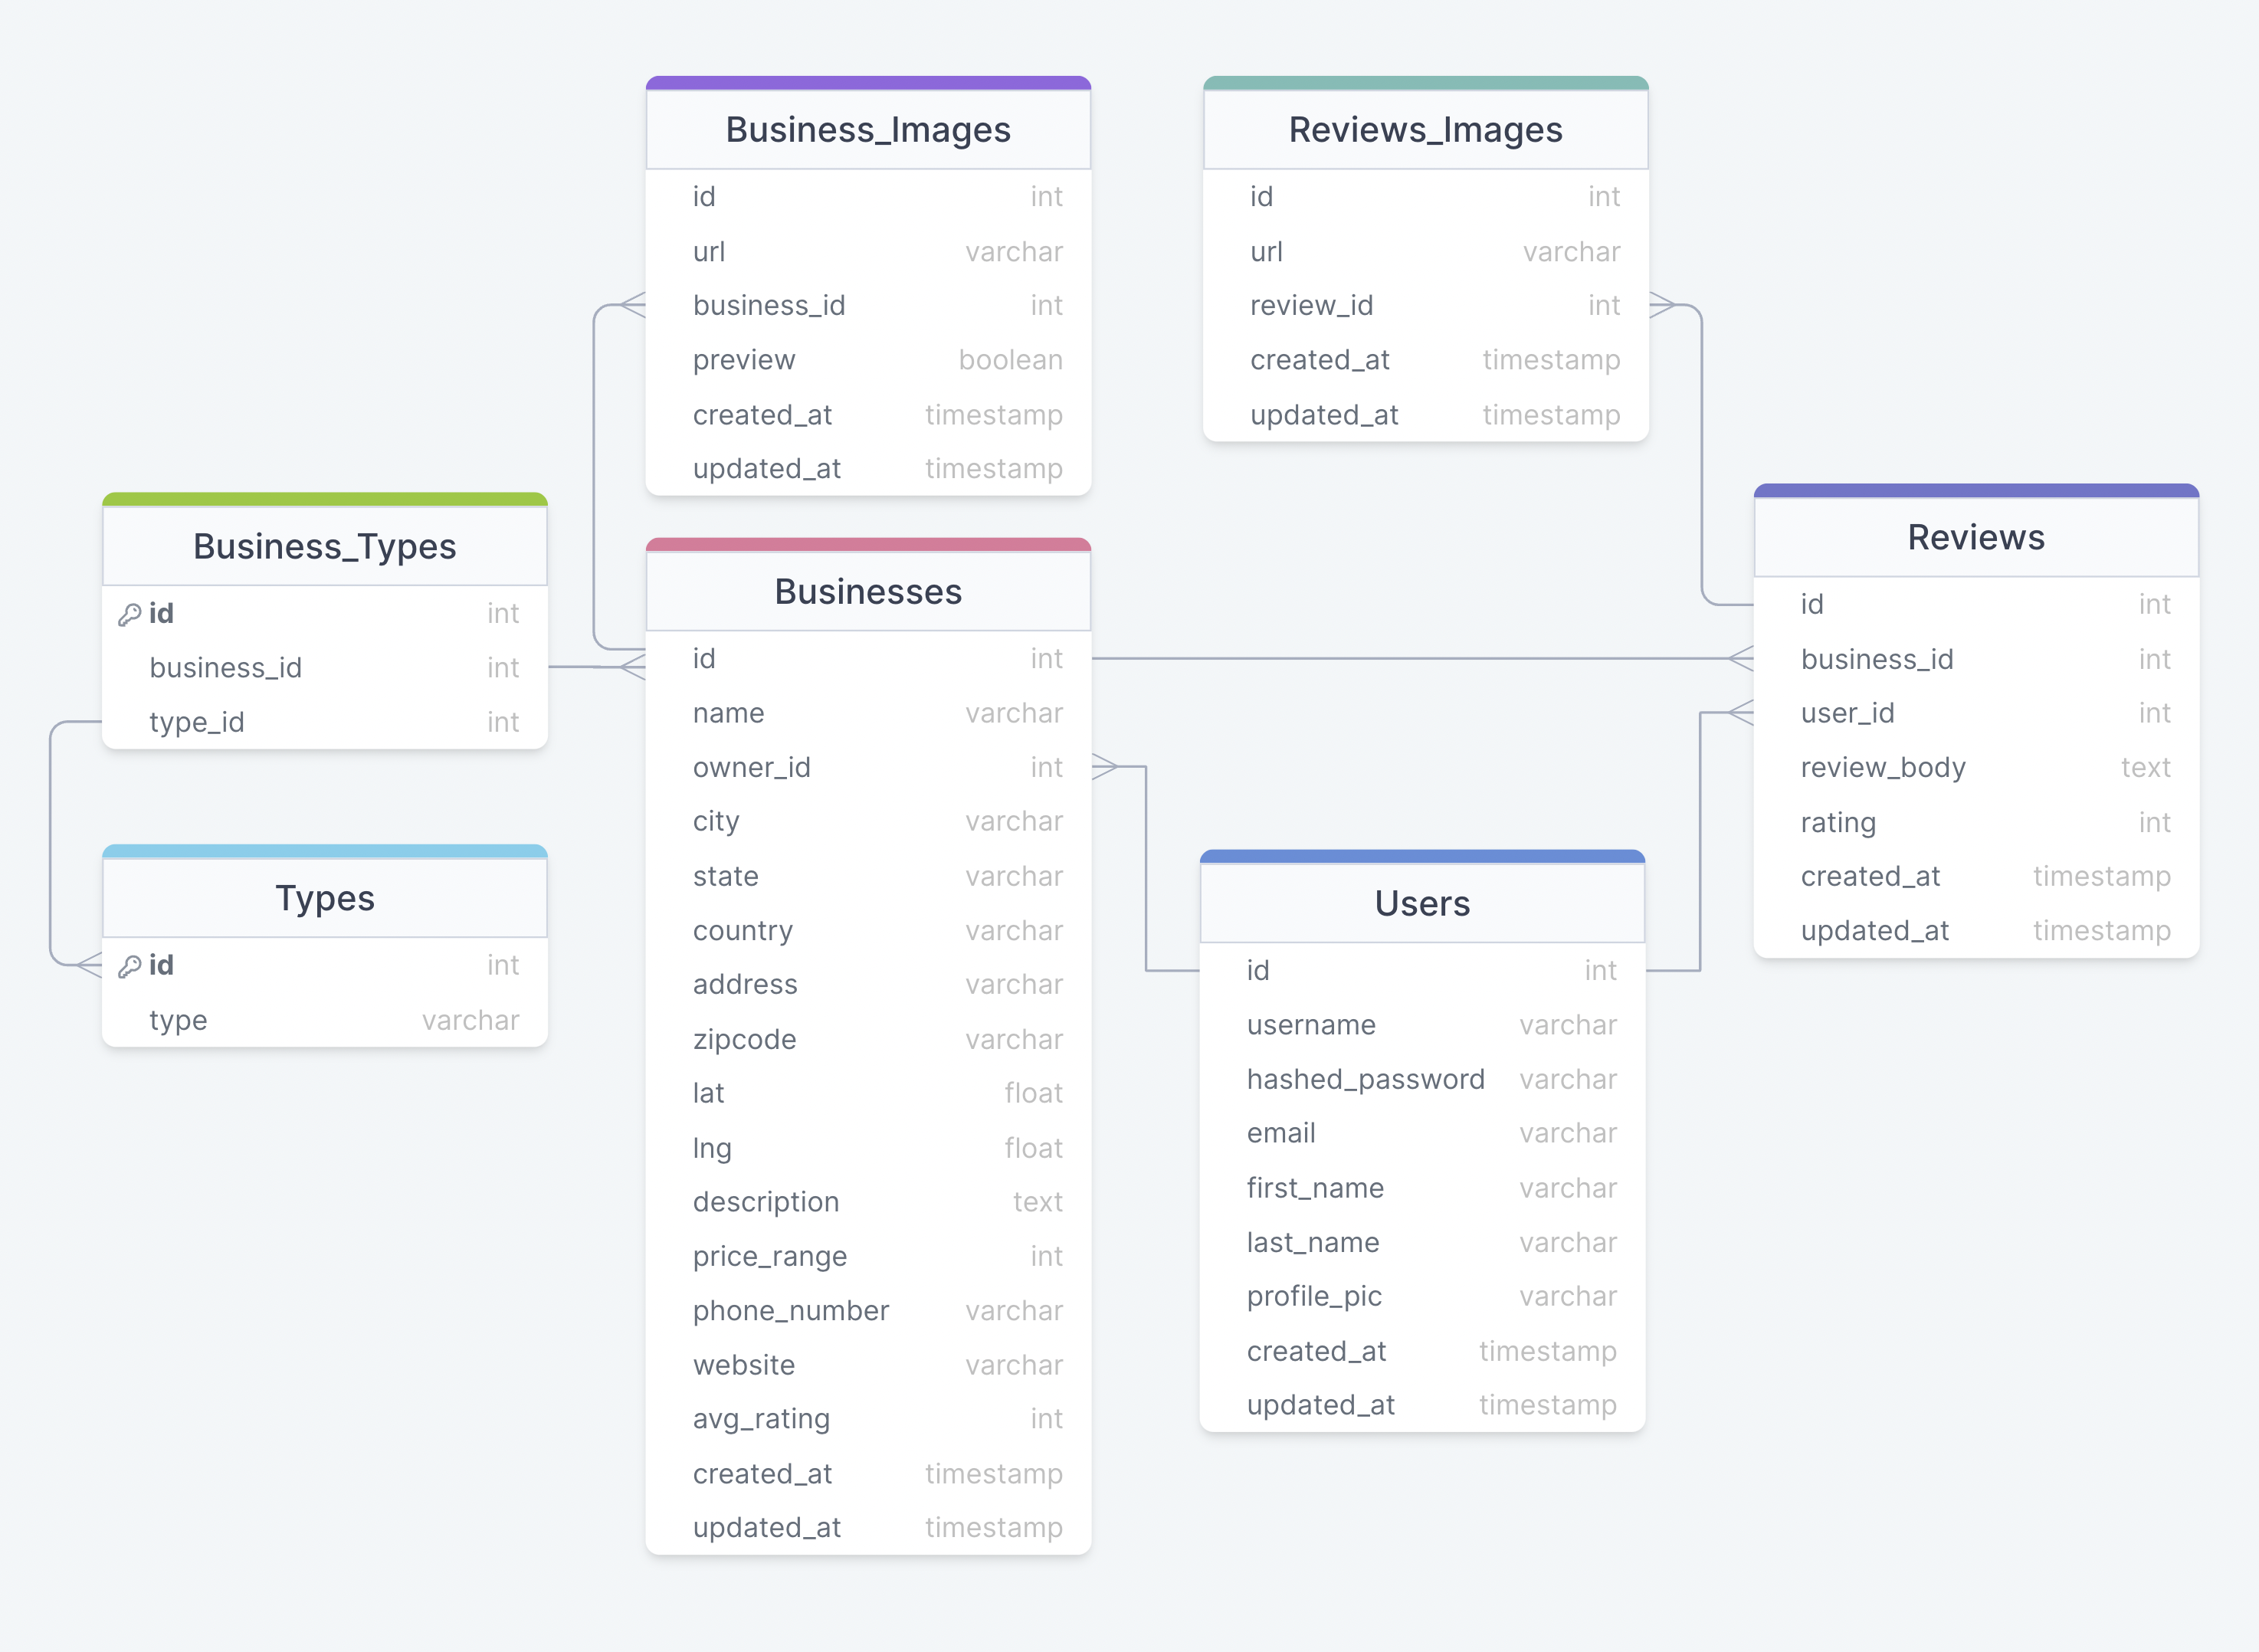 Business_Images
id int
url varchar
business_id int
preview boolean
created_at timestamp
updated_at timestamp
Reviews_Images
id int
url varchar
review_id int
created_at timestamp
updated_at timestamp
Business_Types
id int
business_id int
type_id int
Businesses
id int
name varchar
owner_id int
city varchar
state varchar
country varchar
address varchar
zipcode varchar
lat float
lng float
description text
price_range int
phone_number varchar
website varchar
avg_rating int
created_at timestamp
updated_at timestamp
Reviews
id int
business_id int
user_id int
review_body text
rating int
created_at timestamp
updated_at timestamp
Types
id int
type varchar
Users
id int
username varchar
hashed_password varchar
email varchar
first_name varchar
last_name varchar
profile_pic varchar
created_at timestamp
updated_at timestamp